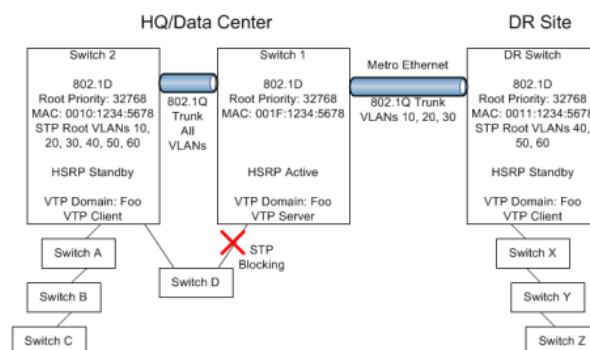 HQ/Data Center
DR Site
Switch 2
802.1D
Root Priority: 32768
MAC: 0010:1234:5678
STP Root VLANs 10,
20, 30, 40, 50, 60
HSRP Standby
VTP Domain: Foo
VTP Client
802.1Q
Trunk
All
VLANs
Switch 1
802.1D
Root Priority: 32768
MAC: 001F:1234:5678
HSRP Active
VTP Domain: Foo
VTP Server
Metro Ethernet
802.1Q Trunk
VLANs 10, 20, 30
DR Switch
802.1D
Root Priority: 32768
MAC: 0011:1234:5678
STP Root VLANs 40,
50, 60
HSRP Standby
VTP Domain: Foo
VTP Client
Switch A
Switch B
Switch C
Switch D
STP
Blocking
Switch X
Switch Y
Switch Z